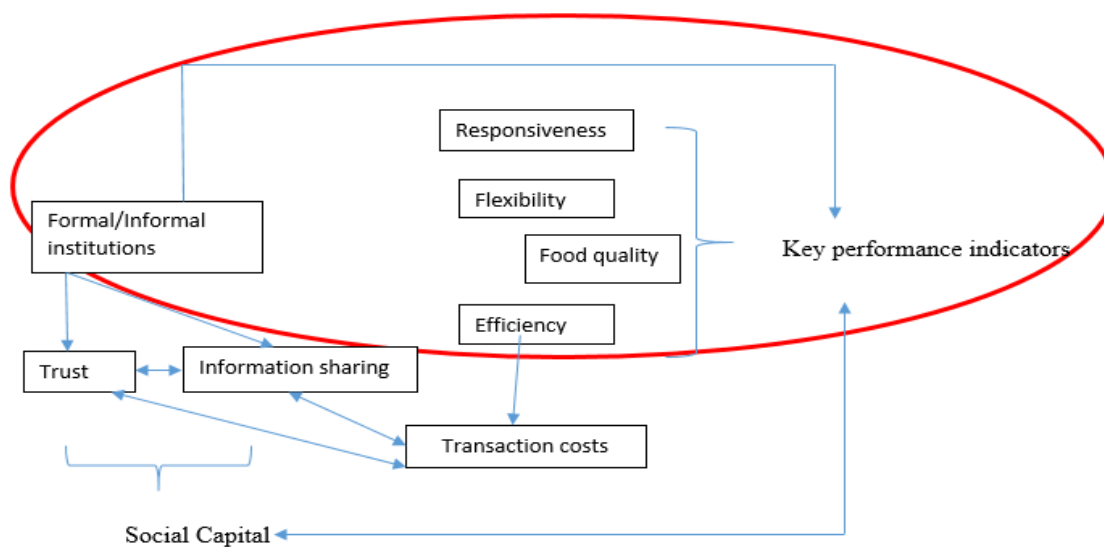 Responsiveness
Flexibility
Formal/Informal
institutions
Food quality
Key performance indicators
Efficiency
Trust
Information sharing
Transaction costs
Social Capital